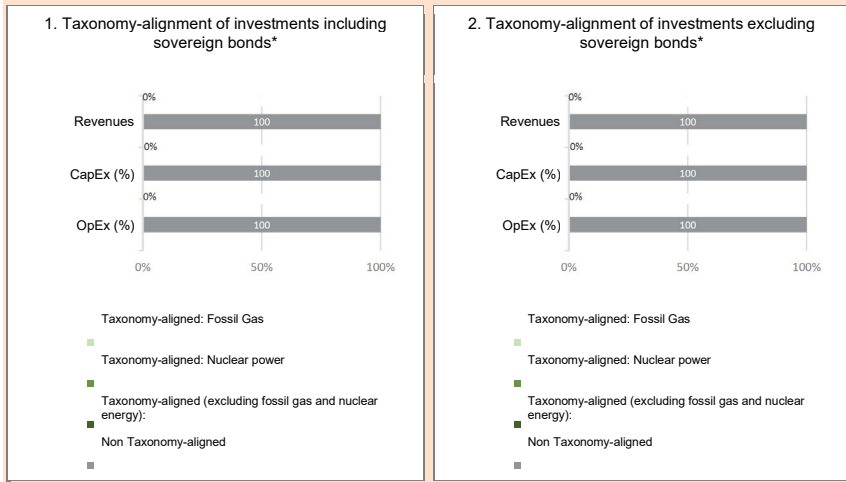 1. Taxonomy-alignment of investments including
sovereign bonds*
0%
Revenues
100
0%
CapEx (%)
100
0%
OpEx (%)
100
0%
50%
100%
Taxonomy-aligned: Fossil Gas
Taxonomy-aligned: Nuclear power
Taxonomy-aligned (excluding fossil gas and nuclear
energy):
Non Taxonomy-aligned
2. Taxonomy-alignment of investments excluding
sovereign bonds*
0%
Revenues
100
0%
CapEx (%)
100
0%
OpEx (%)
100
0%
50%
100%
Taxonomy-aligned: Fossil Gas
Taxonomy-aligned: Nuclear power
Taxonomy-aligned (excluding fossil gas and nuclear
energy):
Non Taxonomy-aligned